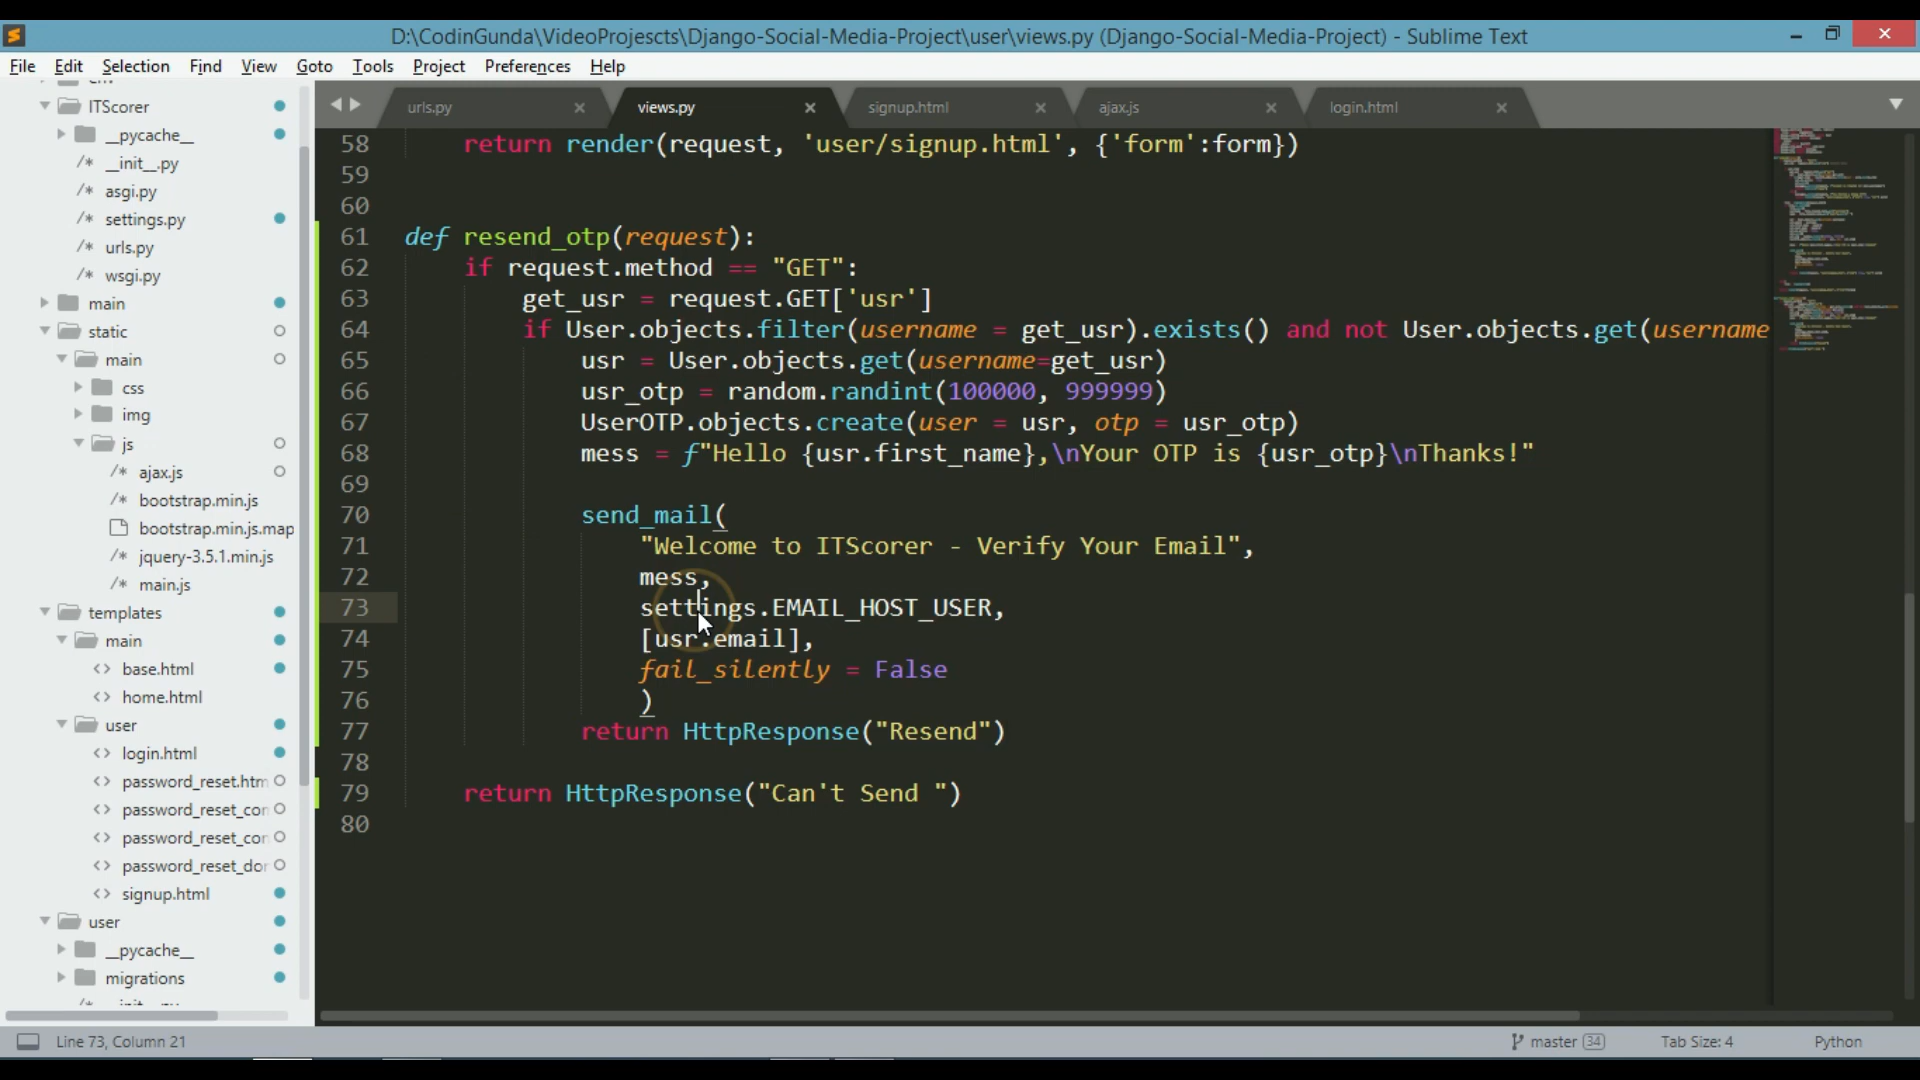 D:\CodinGunda\VideoProjescts\Django-Social-Media-Project\user\views.py (Django-Social-Media-Project) - Sublime Text
File Edit Selection Find View Goto Tools Project Preferences Help
ITScorer
__pycache__
/* __init__.py
/* asgi.py
/* settings.py
/* urls.py
/* wsgi.py
main
static
main
css
img
js
/* ajax.js
/* bootstrap.min.js
bootstrap.min.js.map
/* jquery-3.5.1.min.js
/* main.js
templates
main
<> base.html
<> home.html
user
<> login.html
<> password_reset.htm
<> password_reset_con
<> password_reset_con
<> password_reset_dor
<> signup.html
user
__pycache__
migrations
urls.py views.py signup.html ajax.js login.html
58 return render(request, 'user/signup.html', {'form':form})
59
60
61 def resend_otp(request):
62 if request.method == "GET":
63 get_usr = request.GET['usr']
64 if User.objects.filter(username = get_usr).exists() and not User.objects.get(username
65 usr = User.objects.get(username=get_usr)
66 usr_otp = random.randint(100000, 999999)
67 UserOTP.objects.create(user = usr, otp = usr_otp)
68 mess = f"Hello {usr.first_name},\nYour OTP is {usr_otp}\nThanks!"
69
70 send_mail(
71 "Welcome to ITScorer - Verify Your Email",
72 mess,
73 settings.EMAIL_HOST_USER,
74 [usr.email],
75 fail_silently = False
76 )
77 return HttpResponse("Resend")
78
79 return HttpResponse("Can't Send ")
80
Line 73, Column 21 master 34 Tab Size: 4 Python